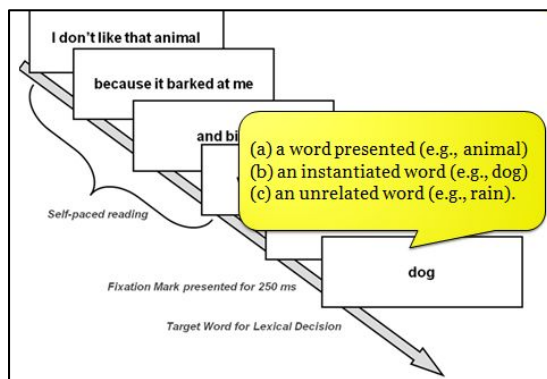 I don't like that animal
because it barked at me
and bi
(a) a word presented (e.g., animal)
(b) an instantiated word (e.g., dog)
(c) an unrelated word (e.g., rain).
Self-paced reading
dog
Fixation Mark presented for 250 ms
Target Word for Lexical Decision